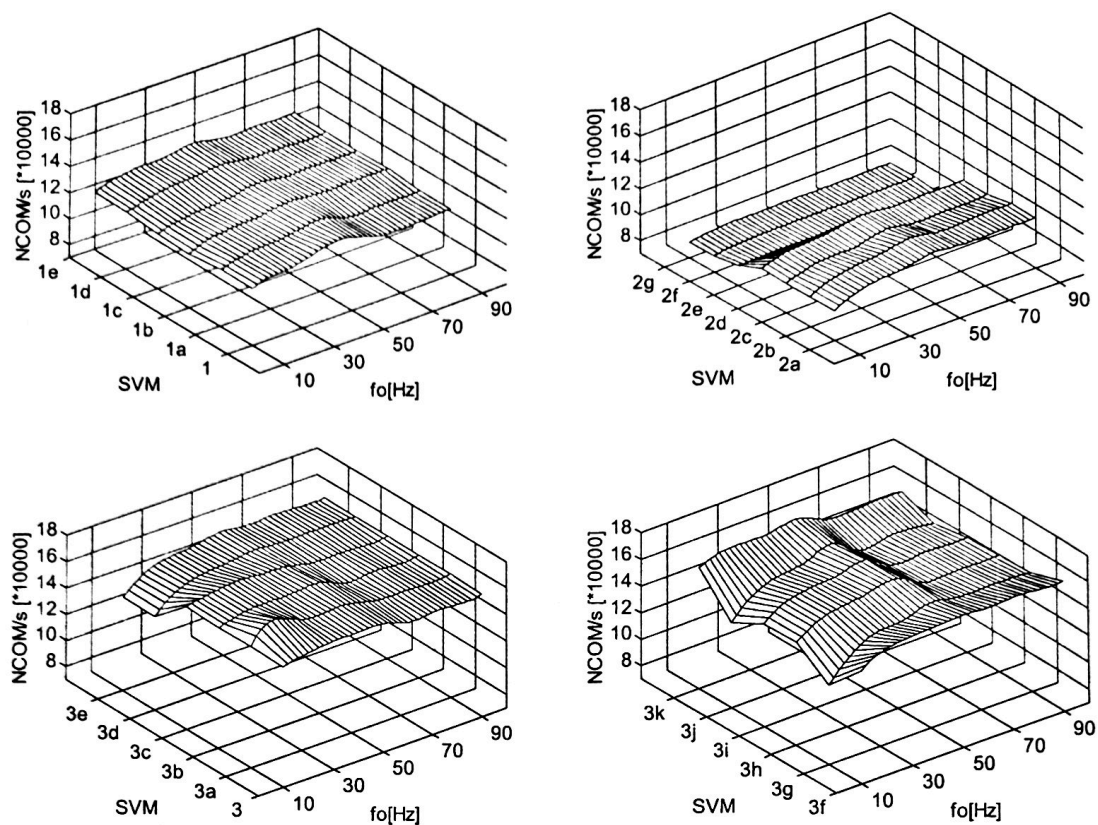 NCOM/s [*10000]
18
16
14
12
10
8
1e
1d
1c
1b
1a
1
SVM
10
30
50
70
90
fo[Hz]
NCOM/s [*10000]
18
16
14
12
10
8
2g
2f
2e
2d
2c
2b
2a
SVM
10
30
50
70
90
fo[Hz]
NCOM/s [*10000]
18
16
14
12
10
8
3e
3d
3c
3b
3a
3
SVM
10
30
50
70
90
fo[Hz]
NCOM/s [*10000]
18
16
14
12
10
8
3k
3j
3i
3h
3g
3f
SVM
10
30
50
70
90
fo[Hz]